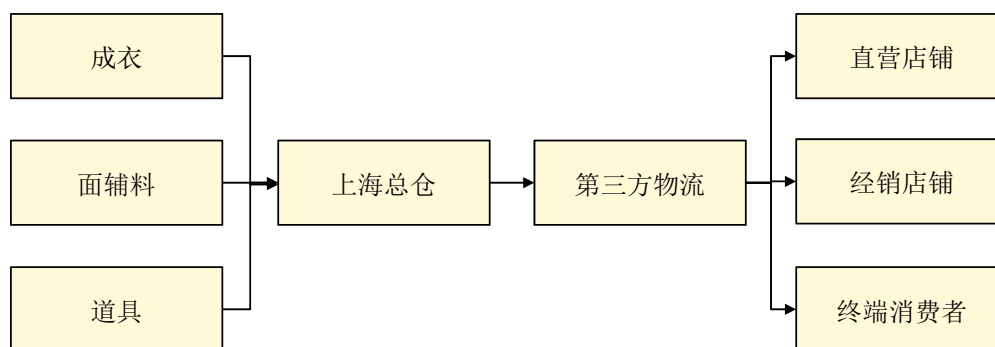 成衣
面辅料
道具
上海总仓
第三方物流
直营店铺
经销店铺
终端消费者